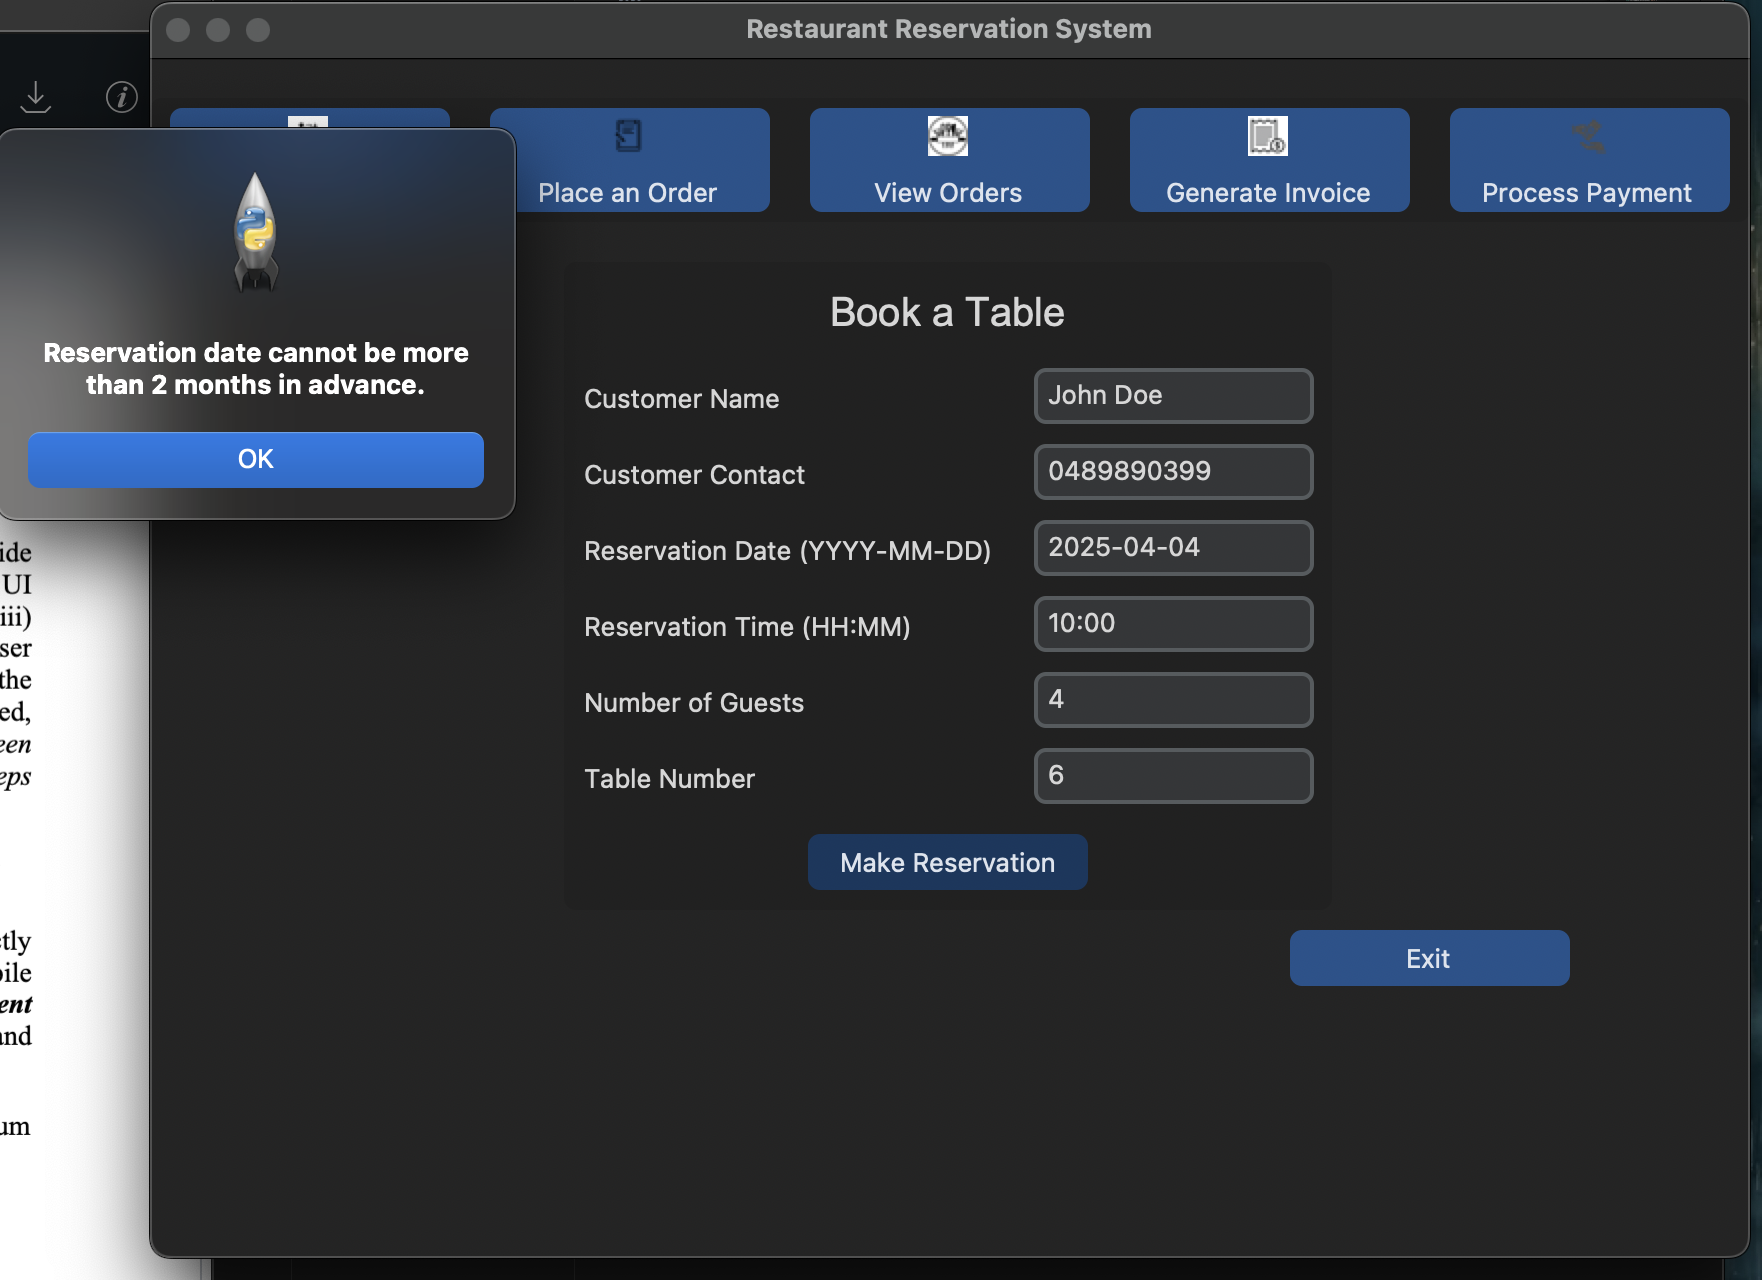 Restaurant Reservation System
Place an Order
View Orders
Generate Invoice
Process Payment
Reservation date cannot be more
than 2 months in advance.
OK
Book a Table
Customer Name
John Doe
Customer Contact
0489890399
Reservation Date (YYYY-MM-DD)
2025-04-04
Reservation Time (HH:MM)
10:00
Number of Guests
4
Table Number
6
Make Reservation
Exit
ide
UI
iii)
ser
the
ed,
een
eps
tly
ile
ent
and
um